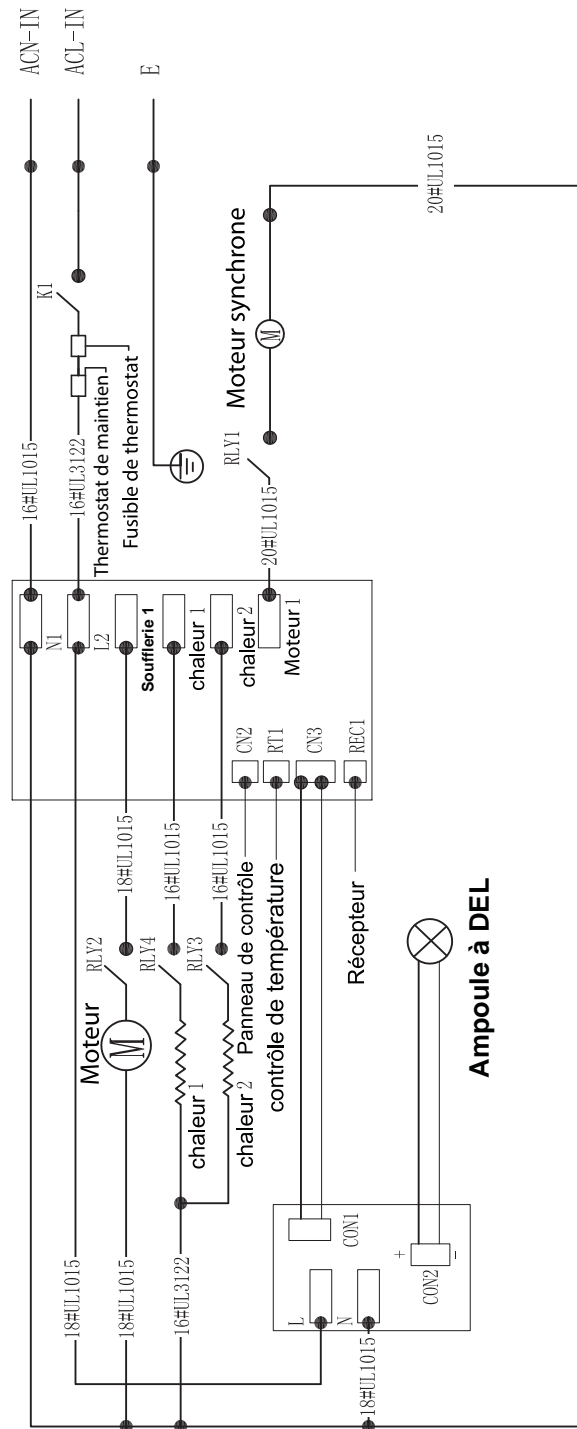 ACN-IN
ACL-IN
E
K1
16#UL1015
16#UL3122
Thermostat de maintien
Fusible de thermostat
Moteur synchrone
M
RLY1
20#UL1015
20#UL1015
N1
L2
Soufflerie 1
chaleur 1
chaleur 2
Moteur 1
CN2
RT1
CN3
REC1
18#UL1015
16#UL1015
16#UL1015
Panneau de contrôle
contrôle de température
Récepteur
RLY2
RLY4
RLY3
Moteur
M
chaleur 1
chaleur 2
Ampoule à DEL
18#UL1015
18#UL1015
16#UL3122
L
N
CON1
+
-
CON2
18#UL1015